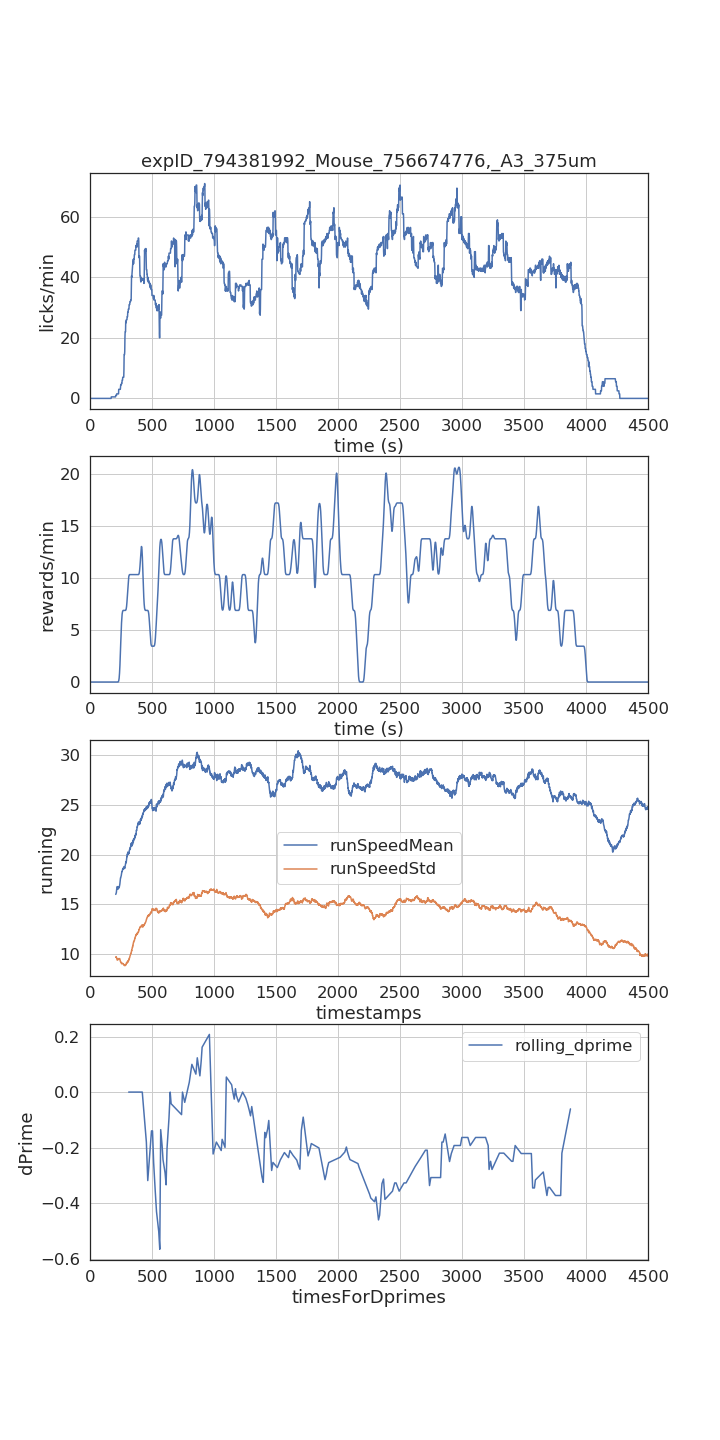 expID_794381992_Mouse_756674776,_A3_375um
60
40
20
0
licks/min
0 500 1000 1500 2000 2500 3000 3500 4000 4500
time (s)
20
15
10
5
0
rewards/min
0 500 1000 1500 2000 2500 3000 3500 4000 4500
time (s)
30
25
20
15
10
running
runSpeedMean
runSpeedStd
0 500 1000 1500 2000 2500 3000 3500 4000 4500
timestamps
0.2
0.0
−0.2
−0.4
−0.6
dPrime
rolling_dprime
0 500 1000 1500 2000 2500 3000 3500 4000 4500
timesForDprimes